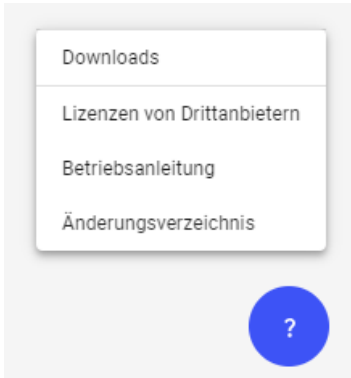 Downloads
Lizenzen von Drittanbietern
Betriebsanleitung
Änderungsverzeichnis
?